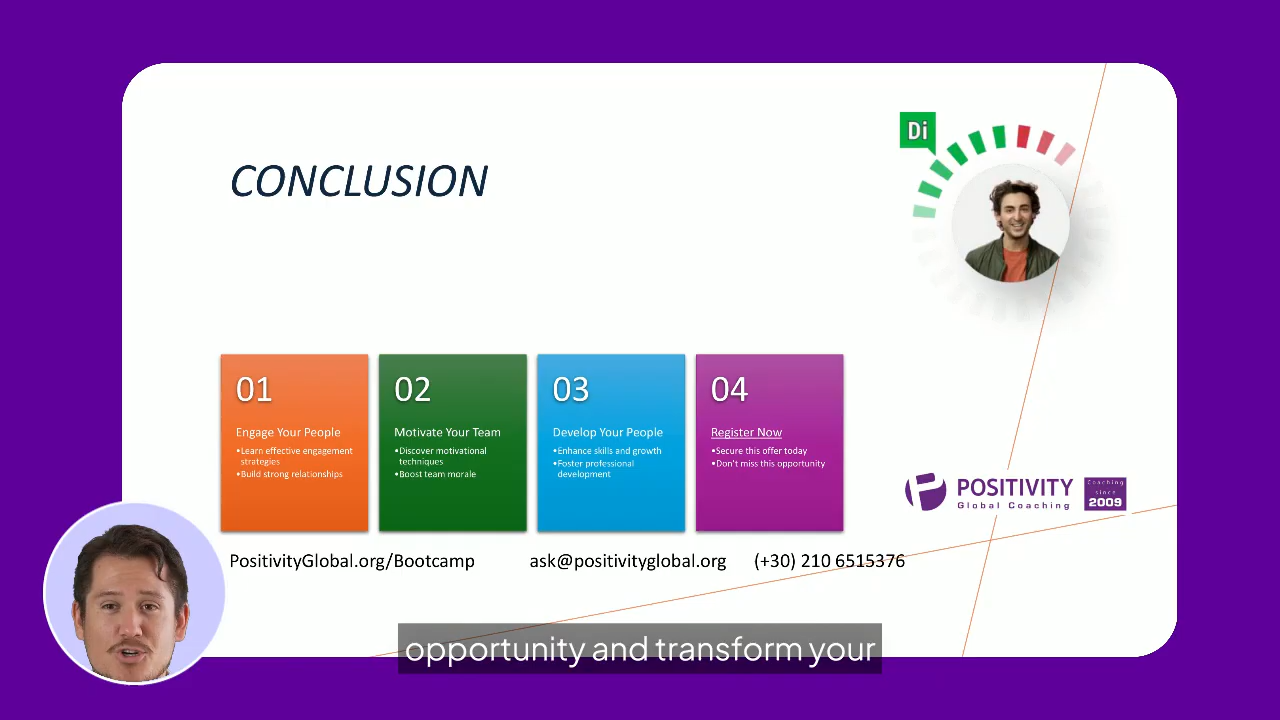 Di
CONCLUSION
01
Engage Your People
•Learn effective engagement
strategies
•Build strong relationships
02
Motivate Your Team
•Discover motivational
techniques
•Boost team morale
03
Develop Your People
•Enhance skills and growth
•Foster professional
development
04
Register Now
•Secure this offer today
•Don't miss this opportunity
POSITIVITY
Global Coaching
Coaching
since
2009
PositivityGlobal.org/Bootcamp
ask@positivityglobal.org
(+30) 210 6515376
opportunity and transform your